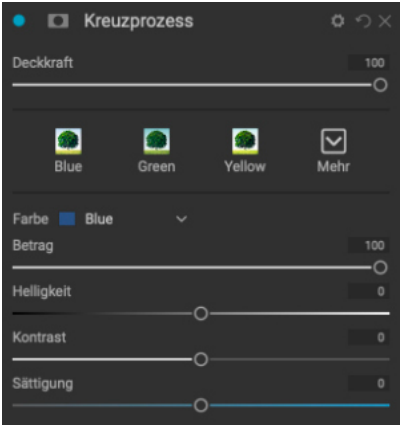 Kreuzprozess
Deckkraft 100
Blue Green Yellow Mehr
Farbe Blue
Betrag 100
Helligkeit 0
Kontrast 0
Sättigung 0